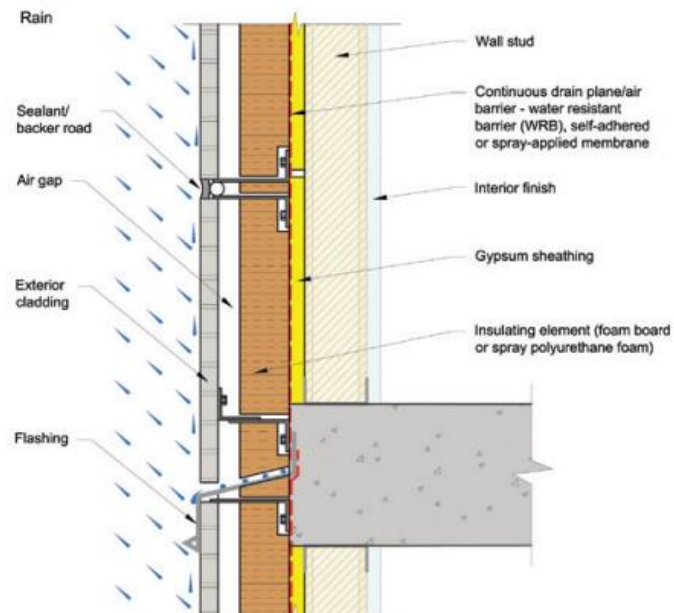 Rain
Sealant/
backer road
Air gap
Exterior
cladding
Flashing
Wall stud
Continuous drain plane/air
barrier - water resistant
barrier (WRB), self-adhered
or spray-applied membrane
Interior finish
Gypsum sheathing
Insulating element (foam board
or spray polyurethane foam)